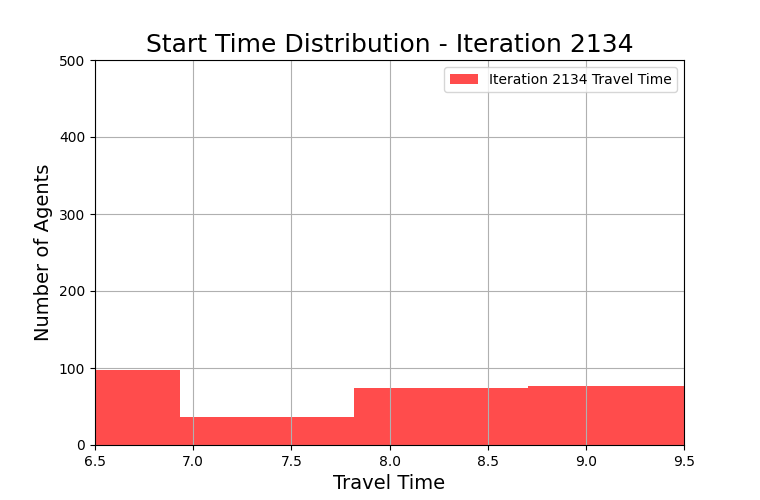 Start Time Distribution - Iteration 2134
Iteration 2134 Travel Time
Number of Agents
500
400
300
200
100
0
6.5 7.0 7.5 8.0 8.5 9.0 9.5
Travel Time